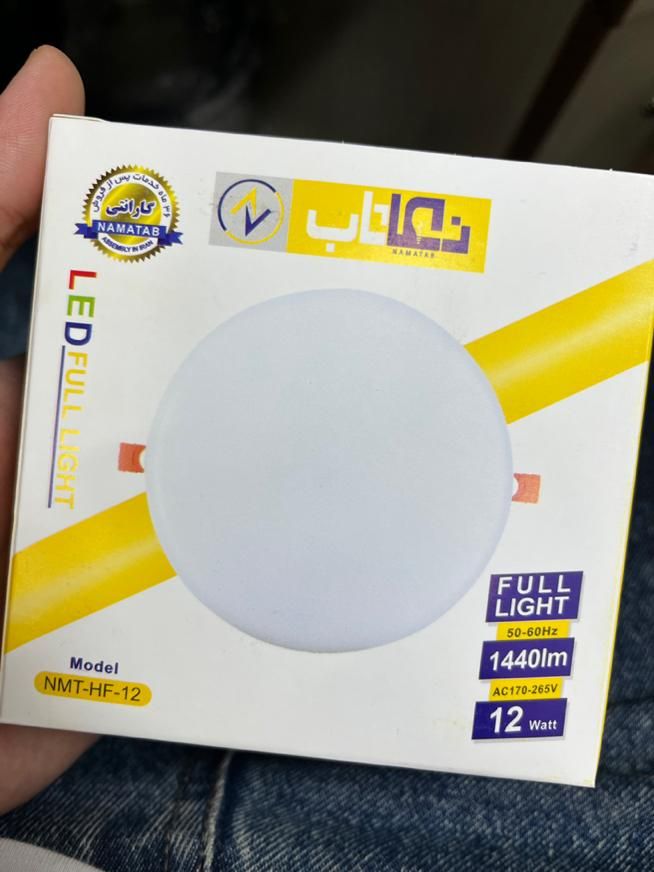 ۳۶ ماه خدمات پس از فروش
گارانتی
NAMATAB
ASSEMBLY IN IRAN
نماتاب
NAMATAB
LED FULL LIGHT
FULL
LIGHT
50-60Hz
1440lm
AC170-265V
12 Watt
Model
NMT-HF-12